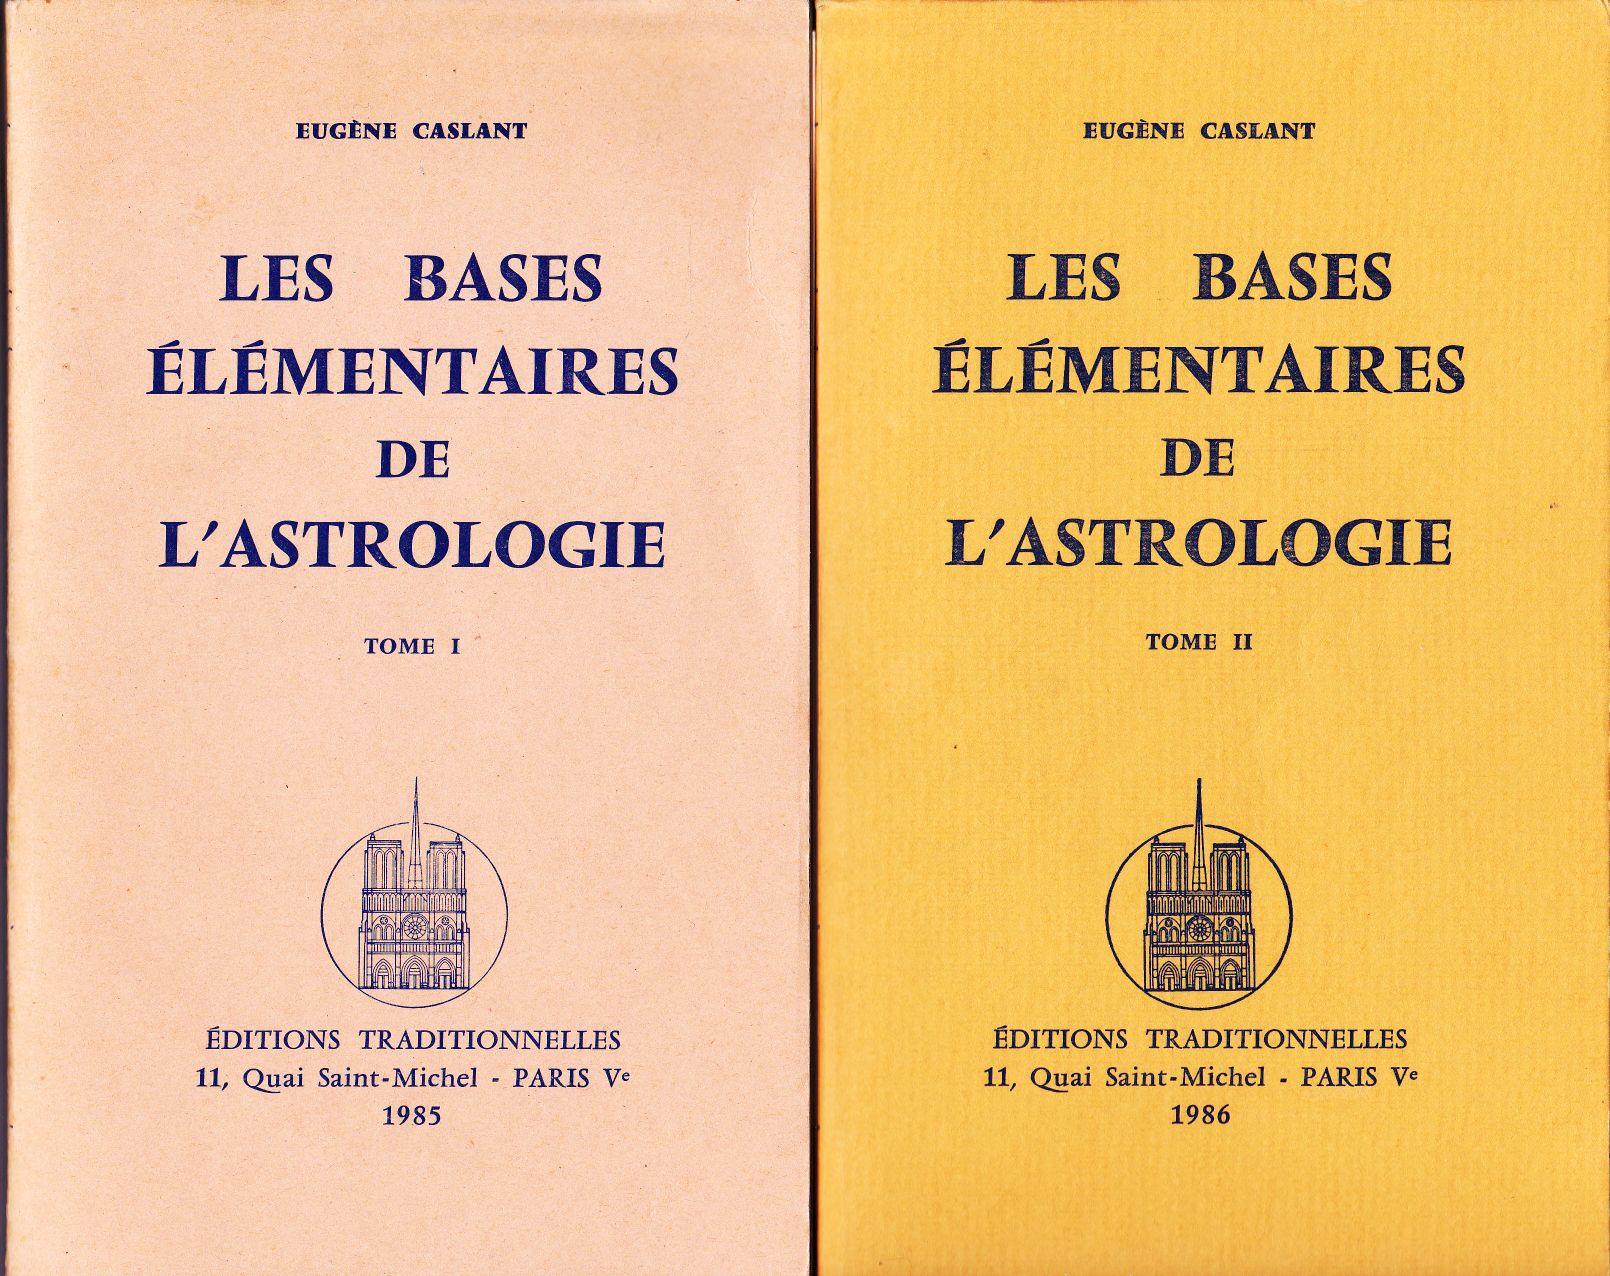 EUGÈNE CASLANT
LES BASES
ÉLÉMENTAIRES
DE
L'ASTROLOGIE
TOME I
ÉDITIONS TRADITIONNELLES
11, Quai Saint-Michel - PARIS Ve
1985
EUGÈNE CASLANT
LES BASES
ÉLÉMENTAIRES
DE
L'ASTROLOGIE
TOME II
ÉDITIONS TRADITIONNELLES
11, Quai Saint-Michel - PARIS Ve
1986